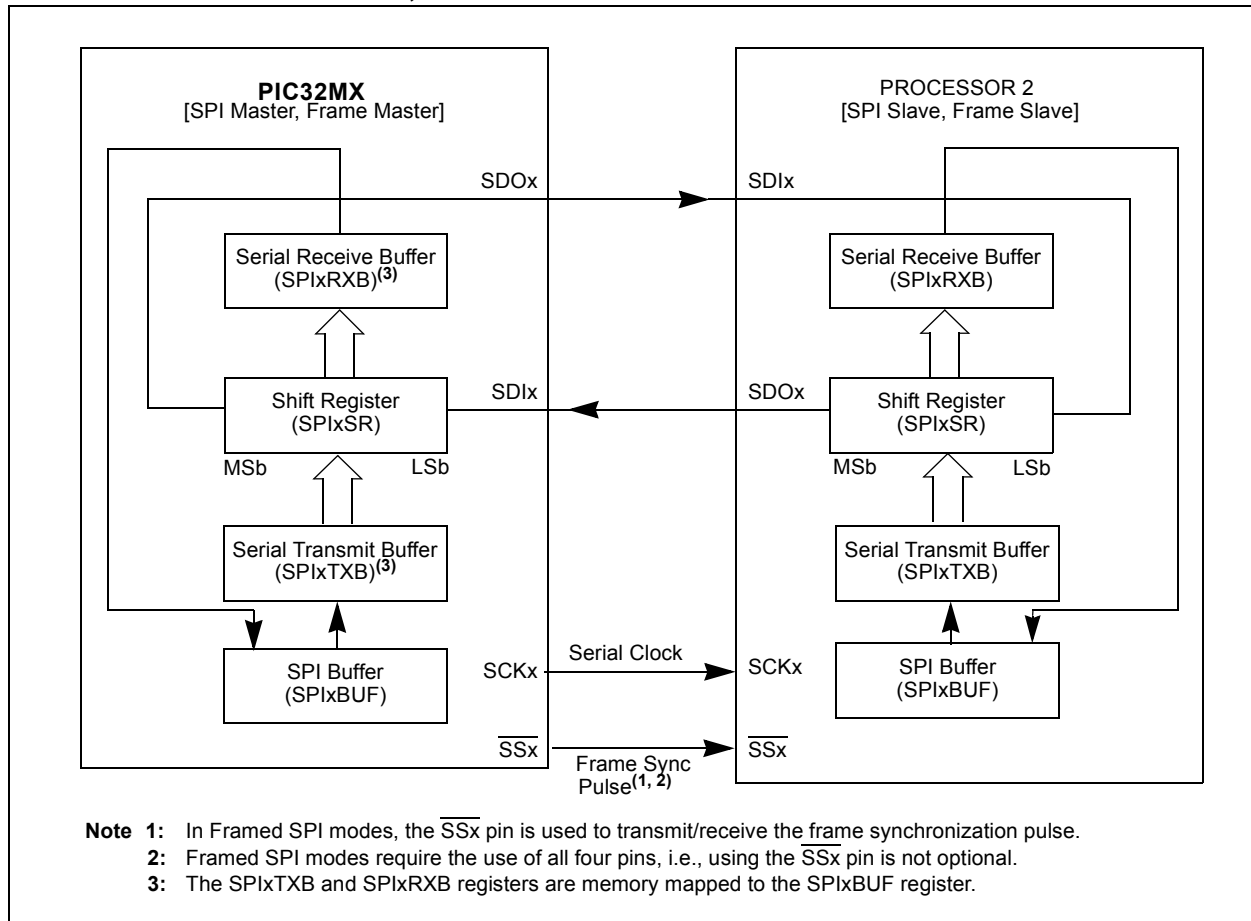 PIC32MX
[SPI Master, Frame Master]
SDOx
Serial Receive Buffer
(SPIxRXB)(3)
SDIx
Shift Register
(SPIxSR)
MSb
LSb
Serial Transmit Buffer
(SPIxTXB)(3)
SPI Buffer
(SPIxBUF)
SCKx
SSx
Serial Clock
Frame Sync
Pulse(1, 2)
PROCESSOR 2
[SPI Slave, Frame Slave]
SDIx
Serial Receive Buffer
(SPIxRXB)
SDOx
Shift Register
(SPIxSR)
MSb
LSb
Serial Transmit Buffer
(SPIxTXB)
SPI Buffer
(SPIxBUF)
SCKx
SSx
Note 1: In Framed SPI modes, the SSx pin is used to transmit/receive the frame synchronization pulse.
2: Framed SPI modes require the use of all four pins, i.e., using the SSx pin is not optional.
3: The SPIxTXB and SPIxRXB registers are memory mapped to the SPIxBUF register.